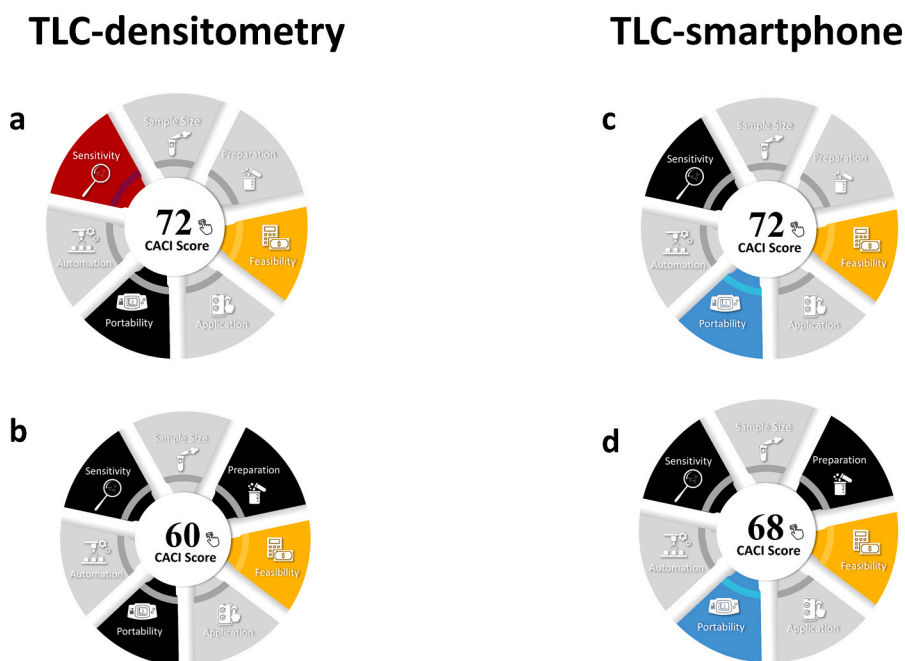 TLC-densitometry
TLC-smartphone
a
Sample Size
Sensitivity
Preparation
72
CACI Score
Automation
Feasibility
Portability
Application
c
Sample Size
Sensitivity
Preparation
72
CACI Score
Automation
Feasibility
Portability
Application
b
Sample Size
Sensitivity
Preparation
60
CACI Score
Automation
Feasibility
Portability
Application
d
Sample Size
Sensitivity
Preparation
68
CACI Score
Automation
Feasibility
Portability
Application